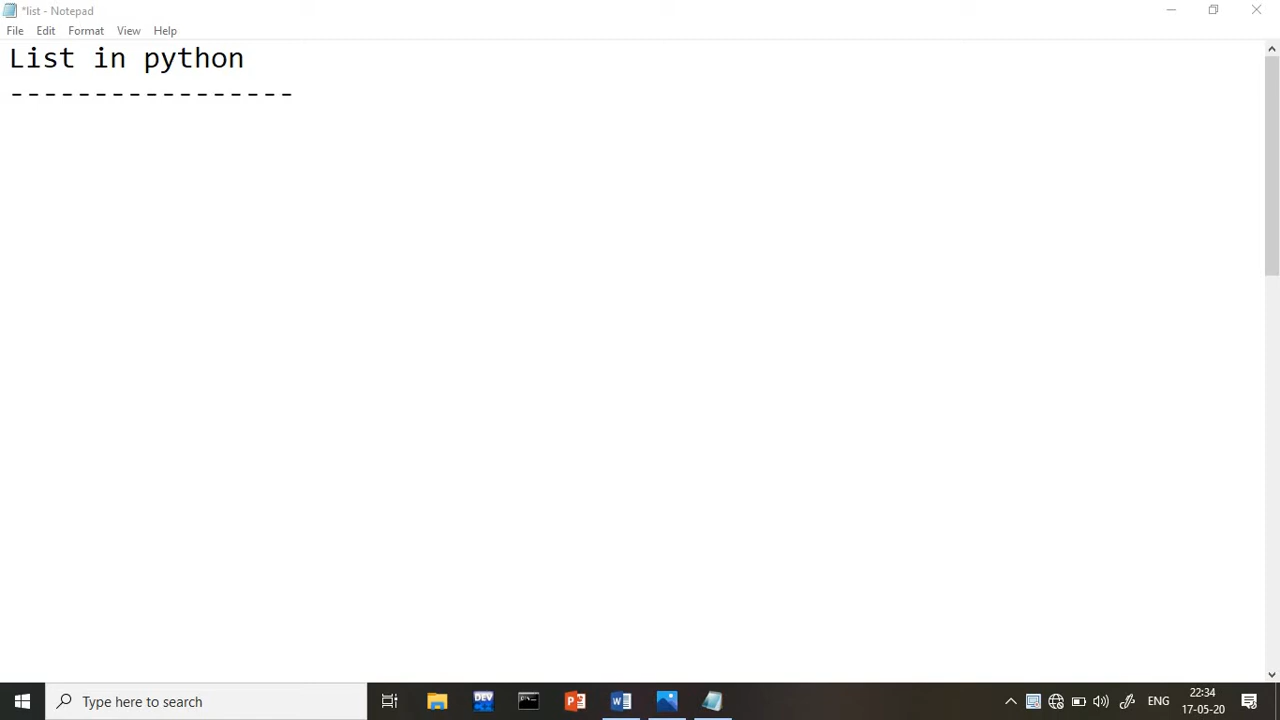 *list - Notepad
File Edit Format View Help
List in python
-----------------
Type here to search
DEV
ENG
22:34
17-05-20